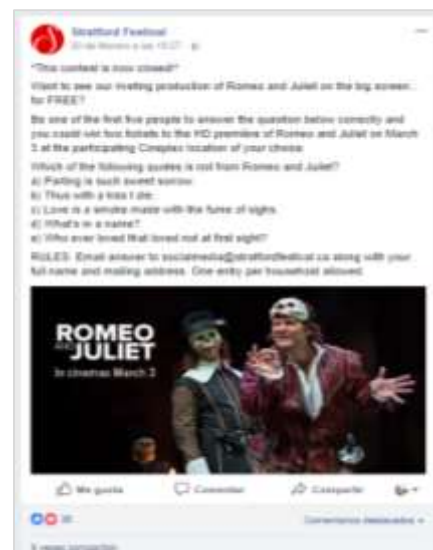 Stratford Festival
*This contest is now closed!*
Want to see our riveting production of Romeo and Juliet on the big screen...
for FREE?
Be one of the first five people to answer the question below correctly and
you could win two tickets to the HD première of Romeo and Juliet on March
3 at the participating Cineplex location of your choice.
Which of the following quotes is not from Romeo and Juliet?
a) Parting is such sweet sorrow.
b) Thus with a kiss I die.
c) Love is a smoke made with the fume of sighs.
d) What's in a name?
e) Who ever loved that loved not at first sight?
RULES: Email answer to socialmedia@stratfordfestival.ca along with your
full name and mailing address. One entry per household allowed.
ROMEO
AND
JULIET
In cinemas March 3
Me gusta
Comentar
Compartir
Comentarios destacados